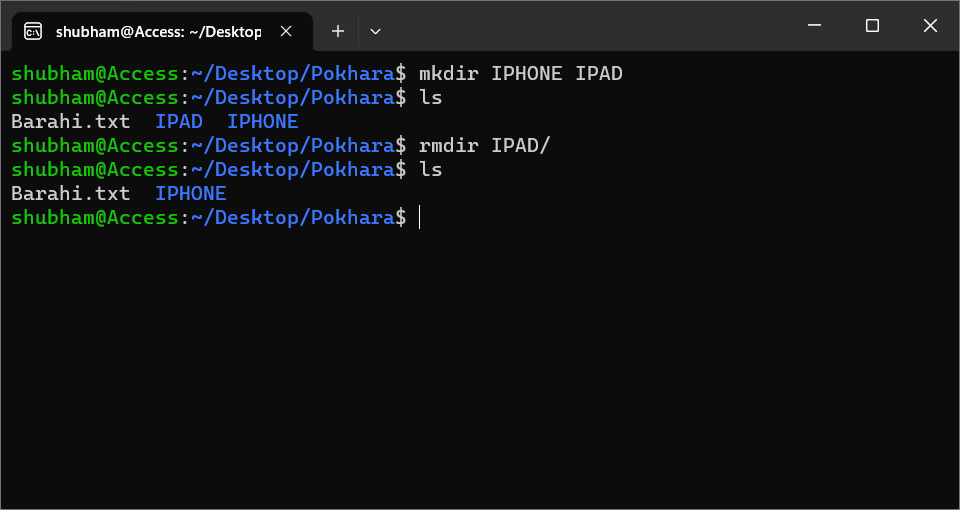 shubham@Access: ~/Desktop
shubham@Access:~/Desktop/Pokhara$ mkdir IPHONE IPAD
shubham@Access:~/Desktop/Pokhara$ ls
Barahi.txt  IPAD  IPHONE
shubham@Access:~/Desktop/Pokhara$ rmdir IPAD/
shubham@Access:~/Desktop/Pokhara$ ls
Barahi.txt  IPHONE
shubham@Access:~/Desktop/Pokhara$